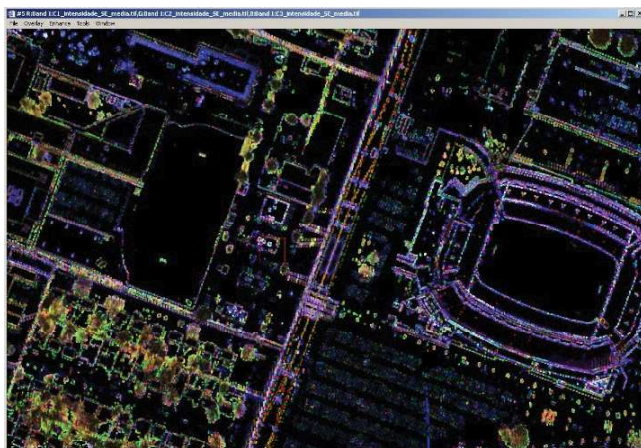 #5 R:Band 1:C1_Intensidade_SE_media.tif,G:Band 1:C2_Intensidade_SE_media.tif,B:Band 1:C3_Intensidade_SE_media.tif
File Overlay Enhance Tools Window